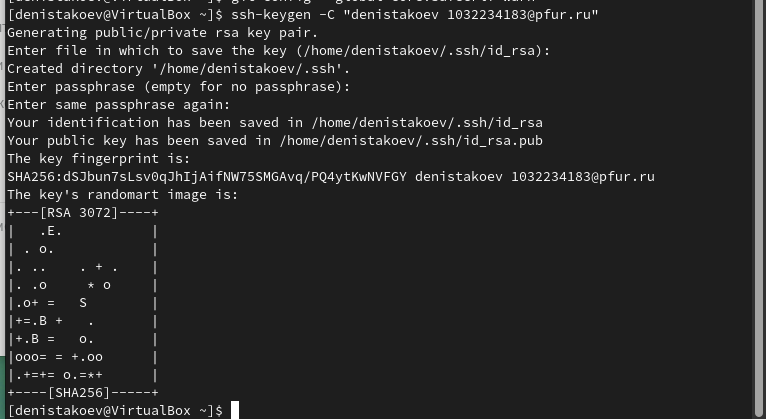 [denistakoev@VirtualBox ~]$ ssh-keygen -C "denistakoev 1032234183@pfur.ru"
Generating public/private rsa key pair.
Enter file in which to save the key (/home/denistakoev/.ssh/id_rsa):
Created directory '/home/denistakoev/.ssh'.
Enter passphrase (empty for no passphrase):
Enter same passphrase again:
Your identification has been saved in /home/denistakoev/.ssh/id_rsa
Your public key has been saved in /home/denistakoev/.ssh/id_rsa.pub
The key fingerprint is:
SHA256:dSJbun7sLsv0qJhIjAifNW75SMGAvq/PQ4ytKwNVFGY denistakoev 1032234183@pfur.ru
The key's randomart image is:
+---[RSA 3072]----+
|   .E.           |
| . o.            |
|. ..    . + .    |
|. .o     * o     |
|.o+ =   S        |
|+=.B +   .       |
|+.B =   o.       |
|ooo= = +.oo      |
|.+=+= o.=*+      |
+----[SHA256]-----+
[denistakoev@VirtualBox ~]$